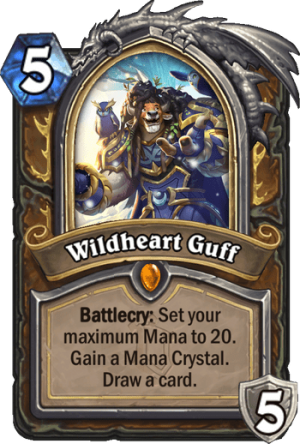 5
Wildheart Guff
Battlecry: Set your
maximum Mana to 20.
Gain a Mana Crystal.
Draw a card.
5